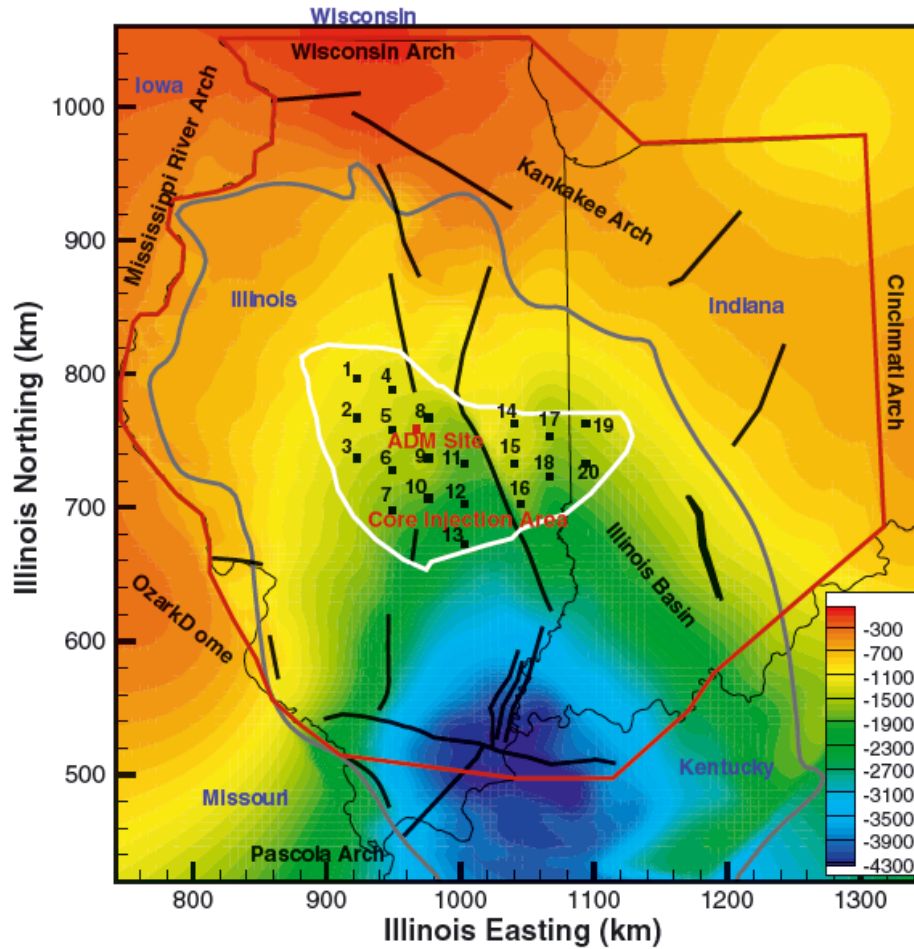 Wisconsin
Wisconsin Arch
Iowa
Mississippi River Arch
Kankakee Arch
Illinois
Indiana
Cincinnati Arch
1
4
2
5
8
14
17
19
ADM Site
3
6
9
11
15
18
20
7
10
12
16
Core Injection Area
13
Illinois Basin
OzarkDome
Missouri
Kentucky
Pascola Arch
-300
-700
-1100
-1500
-1900
-2300
-2700
-3100
-3500
-3900
-4300
1000
900
800
700
600
500
Illinois Northing (km)
800 900 1000 1100 1200 1300
Illinois Easting (km)